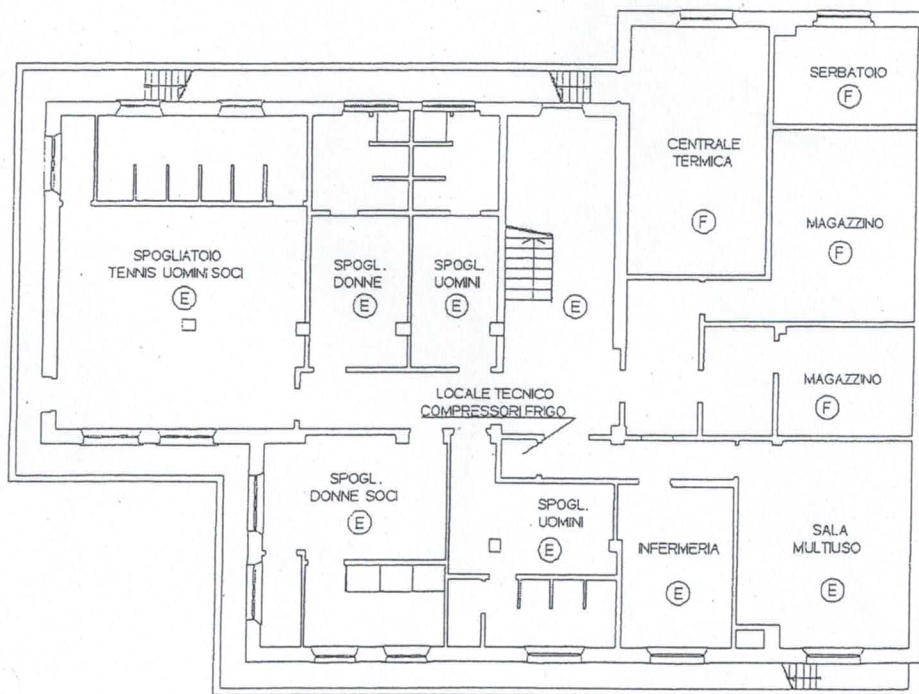 SERBATOIO
F
CENTRALE
TERMICA
F
MAGAZZINO
F
SPOGLIATOIO
TENNIS UOMINI SOCI
E
SPOGL.
DONNE
E
SPOGL.
UOMINI
E
E
MAGAZZINO
F
LOCALE TECNICO
COMPRESSORI FRIGO
SPOGL.
DONNE SOCI
E
SPOGL.
UOMINI
E
INFERMERIA
E
SALA
MULTIUSO
E